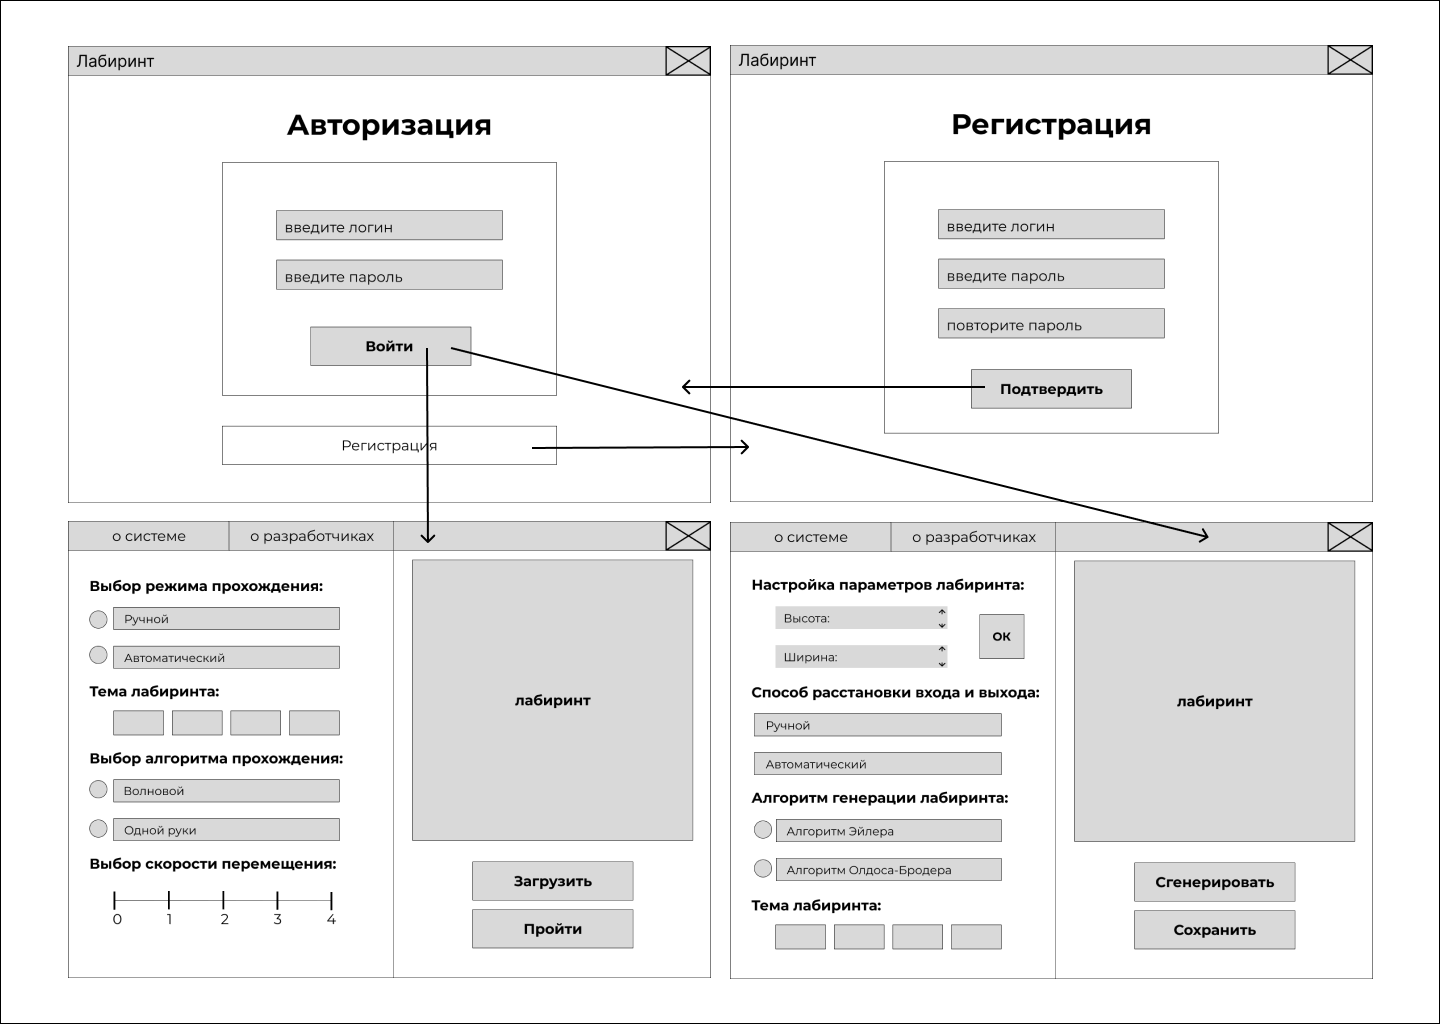 Лабиринт
Авторизация
введите логин
введите пароль
Войти
Регистрация
Лабиринт
Регистрация
введите логин
введите пароль
повторите пароль
Подтвердить
о системе
о разработчиках
Выбор режима прохождения:
Ручной
Автоматический
Тема лабиринта:
Выбор алгоритма прохождения:
Волновой
Одной руки
Выбор скорости перемещения:
0 1 2 3 4
лабиринт
Загрузить
Пройти
о системе
о разработчиках
Настройка параметров лабиринта:
Высота:
Ширина:
ОК
Способ расстановки входа и выхода:
Ручной
Автоматический
Алгоритм генерации лабиринта:
Алгоритм Эйлера
Алгоритм Олдоса-Бродера
Тема лабиринта:
лабиринт
Сгенерировать
Сохранить